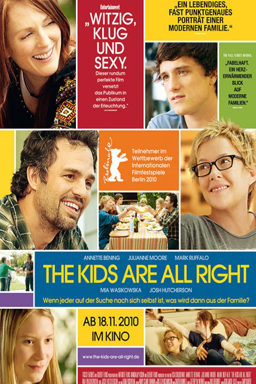 Entertainment
„WITZIG,
KLUG
UND
SEXY.
Dieser rundum
perfekte Film
versetzt
das Publikum in
einen Zustand
der Erleuchtung.“
„EIN LEBENDIGES,
FAST PUNKTGENAUES
PORTRÄT EINER
MODERNEN FAMILIE.“
„FABELHAFT.
EIN HERZ-
ERWÄRMENDER
BLICK
AUF
MODERNE
FAMILIE.“
Teilnehmer im
Wettbewerb der
Internationalen
Filmfestspiele
Berlin 2010
ANNETTE BENING JULIANNE MOORE MARK RUFFALO
MIA WASIKOWSKA JOSH HUTCHERSON
THE KIDS ARE ALL RIGHT
Wenn jeder auf der Suche nach sich selbst ist, was wird dann aus der Familie?
AB 18.11.2010
IM KINO
www.the-kids-are-all-right.de